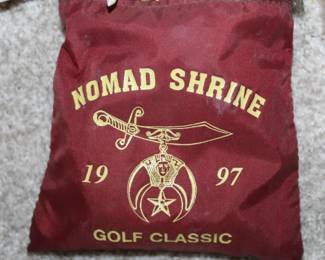 NOMAD SHRINE
19 97
GOLF CLASSIC